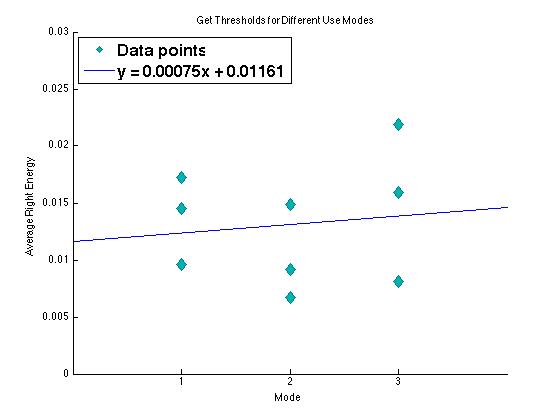 Get Thresholds for Different Use Modes
0.03
Data points
y = 0.00075x + 0.01161
0.025
0.02
0.015
0.01
0.005
0
Average Right Energy
1 2 3
Mode